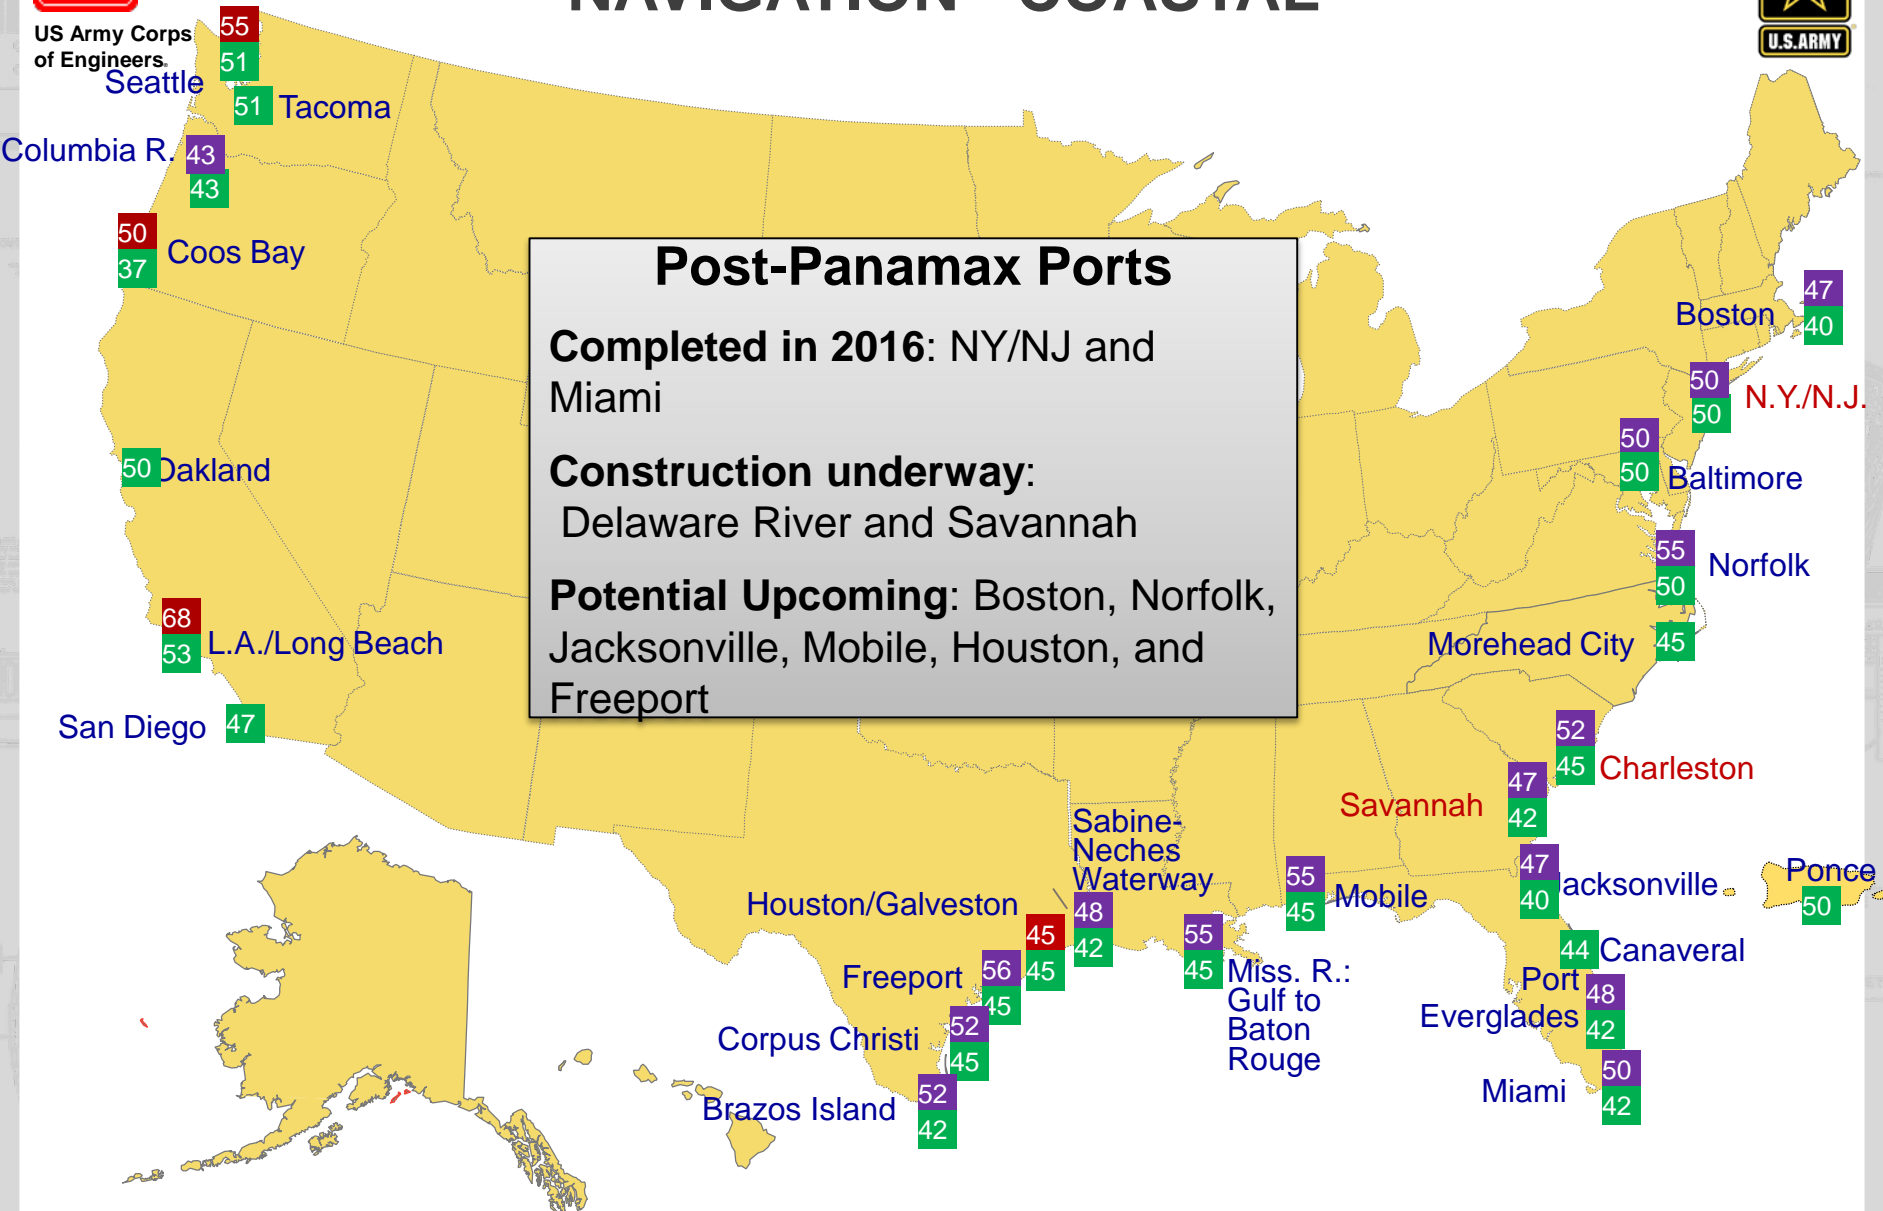 NAVIGATION - COASTAL
US Army Corps
of Engineers.
U.S.ARMY
55
51
Seattle
51 Tacoma
Columbia R. 43
43
50
37
Coos Bay
50 Oakland
68
53
L.A./Long Beach
San Diego 47
Post-Panamax Ports
Completed in 2016: NY/NJ and
Miami
Construction underway:
Delaware River and Savannah
Potential Upcoming: Boston, Norfolk,
Jacksonville, Mobile, Houston, and
Freeport
47
Boston
40
50
N.Y./N.J.
50
50
50 Baltimore
55
Norfolk
50
Morehead City 45
52
45 Charleston
47
Savannah
42
47
acksonville
40
Ponce
50
44 Canaveral
Port
Everglades
48
42
50
Miami
42
Sabine-
Neches
Waterway
48
42
Houston/Galveston
45
45
55
45
Mobile
55
45
Miss. R.:
Gulf to
Baton
Rouge
Freeport 56
45
52
Corpus Christi
45
52
Brazos Island
42